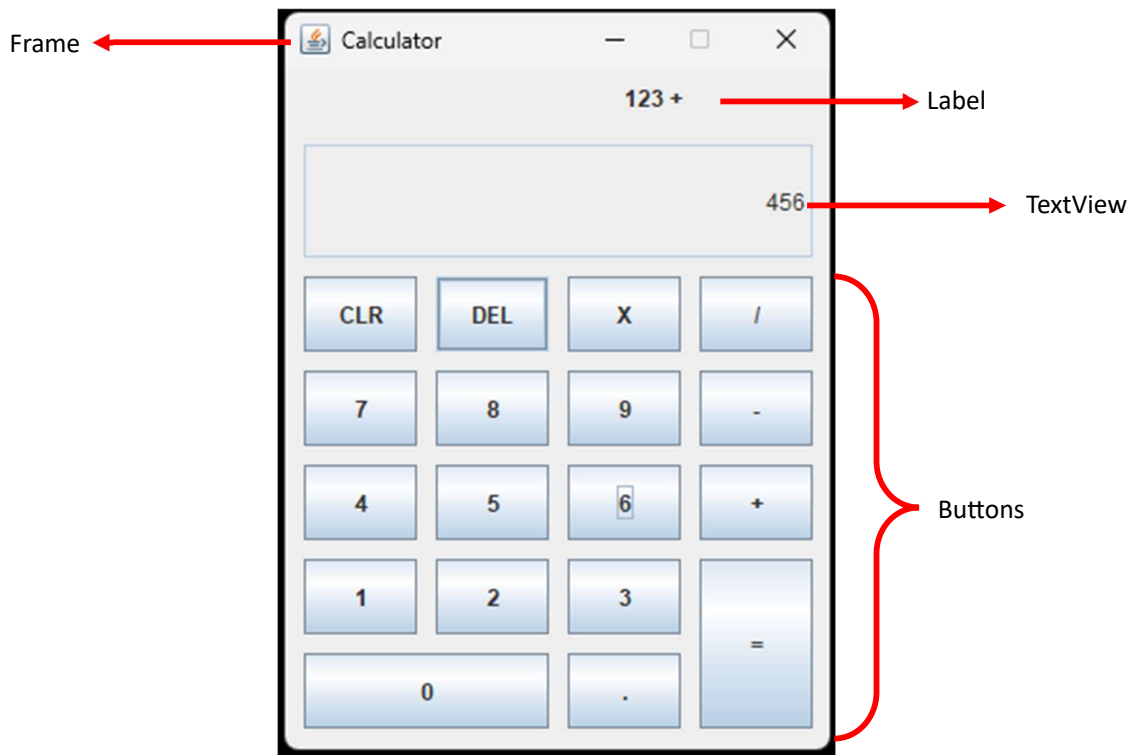 Frame
Calculator
123 +
Label
456
TextView
CLR DEL X /
7 8 9 -
4 5 6 +
Buttons
1 2 3
=
0 .